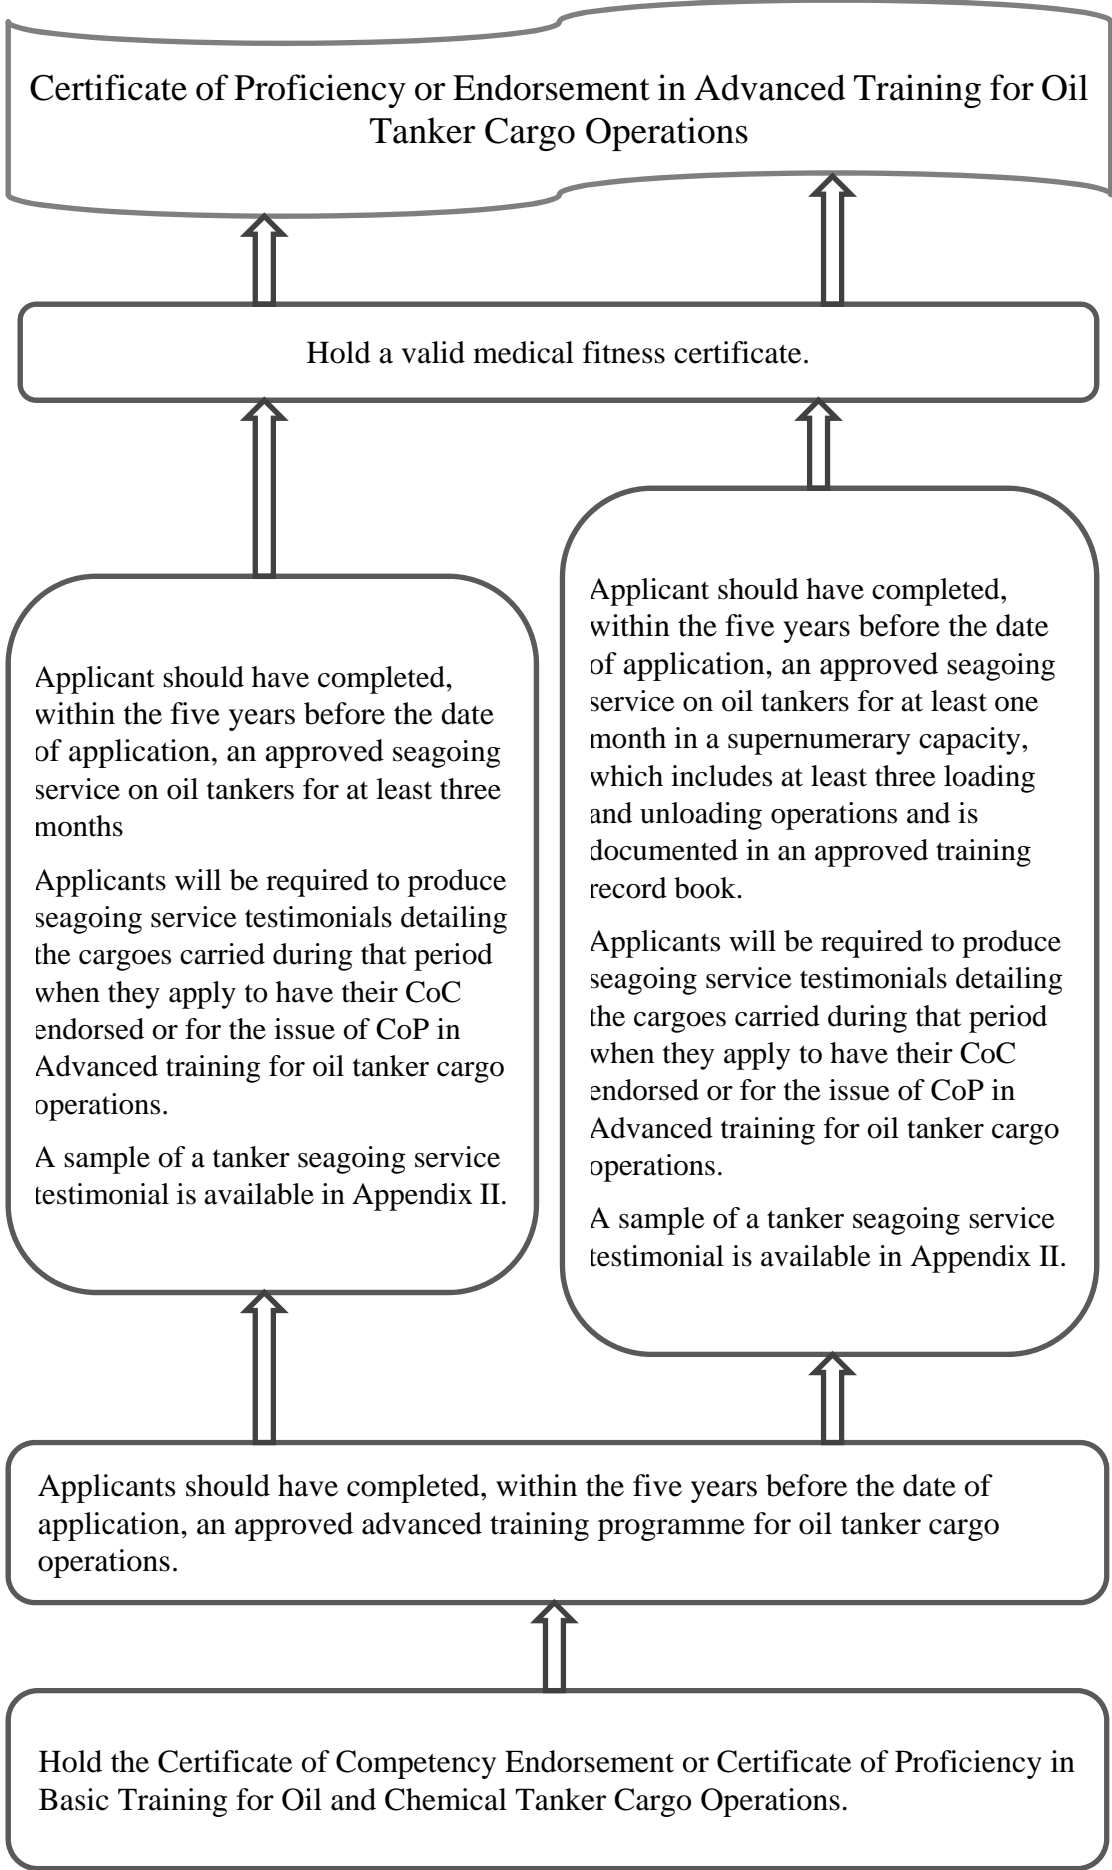 Certificate of Proficiency or Endorsement in Advanced Training for Oil
Tanker Cargo Operations
Hold a valid medical fitness certificate.
Applicant should have completed,
within the five years before the date
of application, an approved seagoing
service on oil tankers for at least three
months
Applicants will be required to produce
seagoing service testimonials detailing
the cargoes carried during that period
when they apply to have their CoC
endorsed or for the issue of CoP in
Advanced training for oil tanker cargo
operations.
A sample of a tanker seagoing service
testimonial is available in Appendix II.
Applicant should have completed,
within the five years before the date
of application, an approved seagoing
service on oil tankers for at least one
month in a supernumerary capacity,
which includes at least three loading
and unloading operations and is
documented in an approved training
record book.
Applicants will be required to produce
seagoing service testimonials detailing
the cargoes carried during that period
when they apply to have their CoC
endorsed or for the issue of CoP in
Advanced training for oil tanker cargo
operations.
A sample of a tanker seagoing service
testimonial is available in Appendix II.
Applicants should have completed, within the five years before the date of
application, an approved advanced training programme for oil tanker cargo
operations.
Hold the Certificate of Competency Endorsement or Certificate of Proficiency in
Basic Training for Oil and Chemical Tanker Cargo Operations.